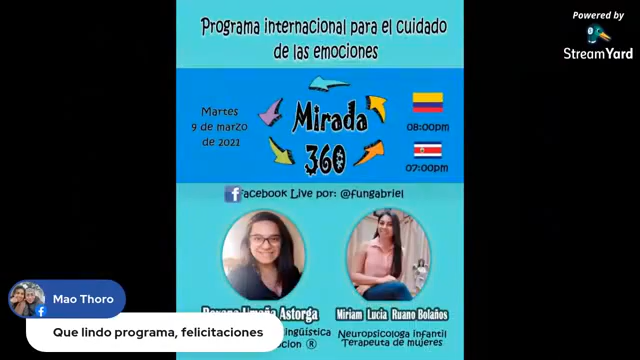 Powered by
StreamYard
Programa internacional para el cuidado
de las emociones
Martes
9 de marzo
de 2021
Mirada
360
08:00pm
07:00pm
Facebook Live por: @fungabriel
Astorga
Miriam Lucia Ruano Bolaños
Neuropsicologa infantil
Terapeuta de mujeres
Mao Thoro
Que lindo programa, felicitaciones